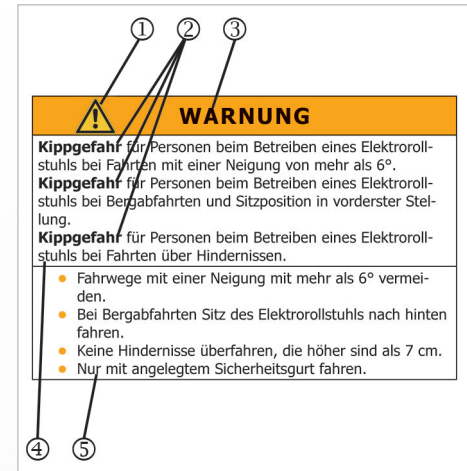 ① ② ③
WARNUNG
Kippgefahr für Personen beim Betreiben eines Elektroroll-
stuhls bei Fahrten mit einer Neigung von mehr als 6°.
Kippgefahr für Personen beim Betreiben eines Elektroroll-
stuhls bei Bergabfahrten und Sitzposition in vorderster Stel-
lung.
Kippgefahr für Personen beim Betreiben eines Elektroroll-
stuhls bei Fahrten über Hindernissen.
• Fahrwege mit einer Neigung mit mehr als 6° vermei-
den.
• Bei Bergabfahrten Sitz des Elektrorollstuhls nach hinten
fahren.
• Keine Hindernisse überfahren, die höher sind als 7 cm.
• Nur mit angelegtem Sicherheitsgurt fahren.
④ ⑤